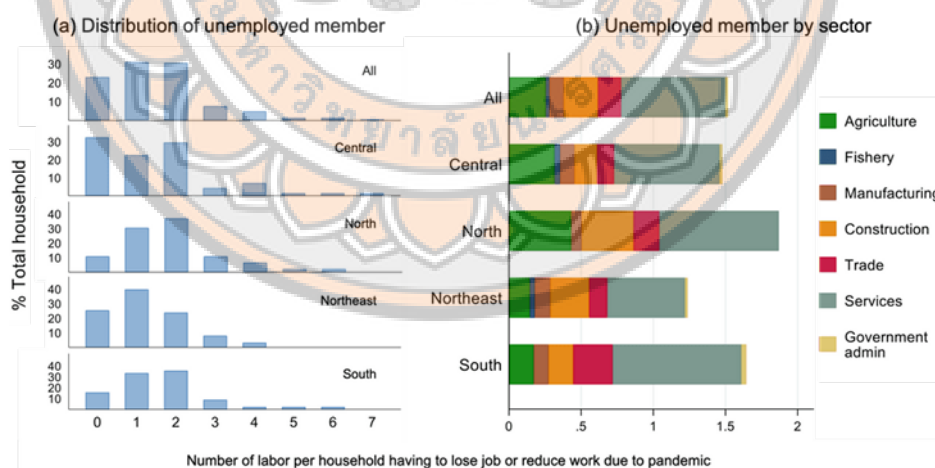 (a) Distribution of unemployed member
(b) Unemployed member by sector
% Total household
30
20
10
All
30
20
10
Central
40
30
20
10
North
40
30
20
10
Northeast
40
30
20
10
South
0 1 2 3 4 5 6 7
All
Central
North
Northeast
South
0 .5 1 1.5 2
Agriculture
Fishery
Manufacturing
Construction
Trade
Services
Government
admin
Number of labor per household having to lose job or reduce work due to pandemic